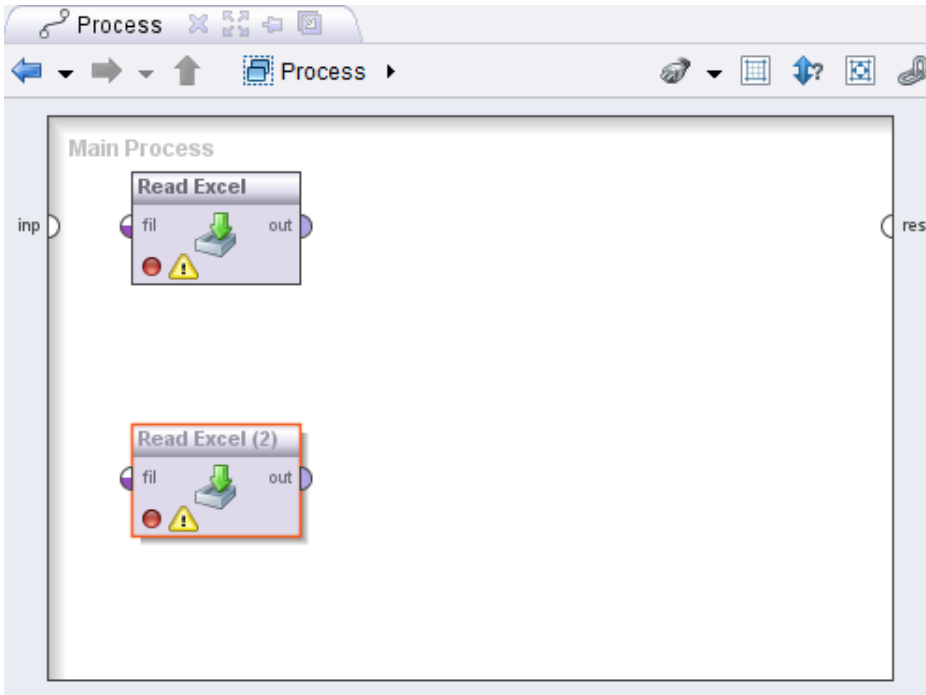 Process
Process
Main Process
Read Excel
inp
fil
out
res
Read Excel (2)
fil
out